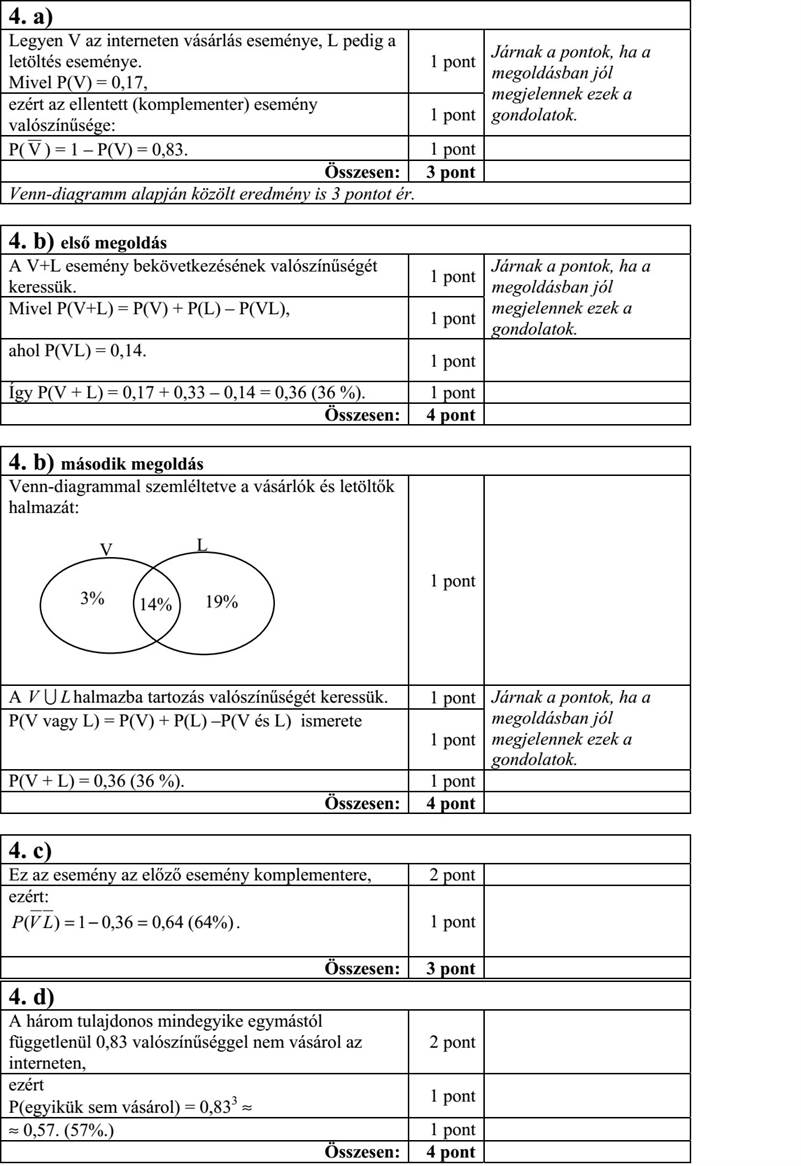 4. a)
Legyen V az interneten vásárlás eseménye, L pedig a
letöltés eseménye.
Mivel P(V) = 0,17,
1 pont
Járnak a pontok, ha a
megoldásban jól
megjelennek ezek a
gondolatok.
ezért az ellentett (komplementer) esemény
valószínűsége:
1 pont
P(V̅) = 1 – P(V) = 0,83.
1 pont
Összesen:
3 pont
Venn-diagramm alapján közölt eredmény is 3 pontot ér.
4. b) első megoldás
A V+L esemény bekövetkezésének valószínűségét
keressük.
1 pont
Járnak a pontok, ha a
megoldásban jól
megjelennek ezek a
gondolatok.
Mivel P(V+L) = P(V) + P(L) – P(VL),
1 pont
ahol P(VL) = 0,14.
1 pont
Így P(V + L) = 0,17 + 0,33 – 0,14 = 0,36 (36 %).
1 pont
Összesen:
4 pont
4. b) második megoldás
Venn-diagrammal szemléltetve a vásárlók és letöltők
halmazát:
V
L
3%
14%
19%
1 pont
A V ⋃ L halmazba tartozás valószínűségét keressük.
1 pont
Járnak a pontok, ha a
megoldásban jól
megjelennek ezek a
gondolatok.
P(V vagy L) = P(V) + P(L) –P(V és L) ismerete
1 pont
P(V + L) = 0,36 (36 %).
1 pont
Összesen:
4 pont
4. c)
Ez az esemény az előző esemény komplementere,
2 pont
ezért:
P(V̅ L̅) = 1 – 0,36 = 0,64 (64%).
1 pont
Összesen:
3 pont
4. d)
A három tulajdonos mindegyike egymástól
függetlenül 0,83 valószínűséggel nem vásárol az
interneten,
2 pont
ezért
P(egyikük sem vásárol) = 0,83³ ≈
1 pont
≈ 0,57. (57%.)
1 pont
Összesen:
4 pont